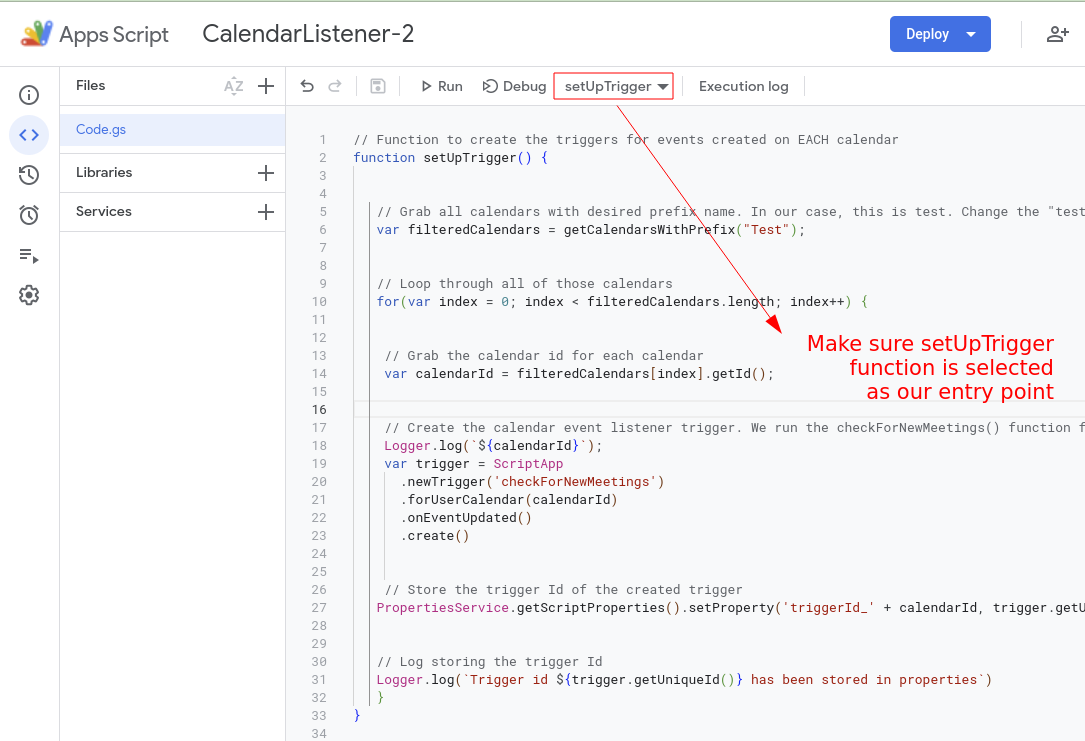 Apps Script
CalendarListener-2
Deploy
Files
AZ
Run
Debug
setUpTrigger
Execution log
Code.gs
Libraries
Services
1 // Function to create the triggers for events created on EACH calendar
2 function setUpTrigger() {
3
4
5 // Grab all calendars with desired prefix name. In our case, this is test. Change the "test
6 var filteredCalendars = getCalendarsWithPrefix("Test");
7
8
9 // Loop through all of those calendars
10 for(var index = 0; index < filteredCalendars.length; index++) {
11
12
13 // Grab the calendar id for each calendar
14 var calendarId = filteredCalendars[index].getId();
15
16
17 // Create the calendar event listener trigger. We run the checkForNewMeetings() function f
18 Logger.log(`${calendarId}`);
19 var trigger = ScriptApp
20 .newTrigger('checkForNewMeetings')
21 .forUserCalendar(calendarId)
22 .onEventUpdated()
23 .create()
24
25
26 // Store the trigger Id of the created trigger
27 PropertiesService.getScriptProperties().setProperty('triggerId_' + calendarId, trigger.getU
28
29
30 // Log storing the trigger Id
31 Logger.log(`Trigger id ${trigger.getUniqueId()} has been stored in properties`)
32 }
33 }
34
Make sure setUpTrigger
function is selected
as our entry point